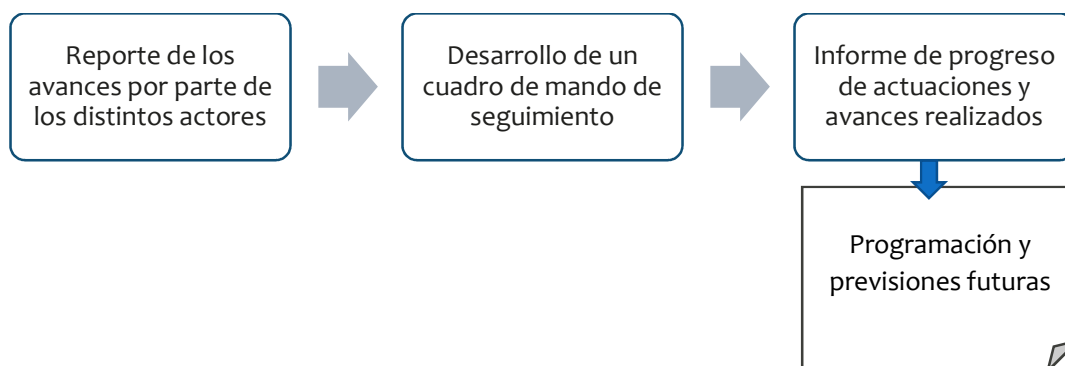 Reporte de los
avances por parte de
los distintos actores
Desarrollo de un
cuadro de mando de
seguimiento
Informe de progreso
de actuaciones y
avances realizados
Programación y
previsiones futuras